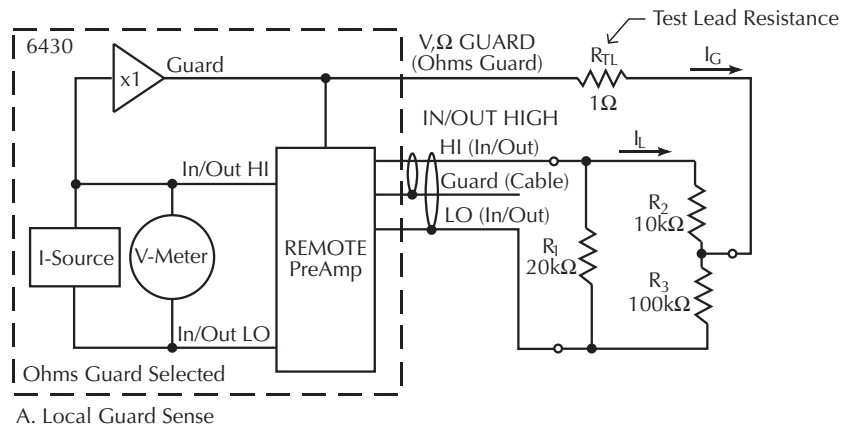 Test Lead Resistance
6430
Guard
x1
V,Ω GUARD
(Ohms Guard)
RTL
1Ω
IG
IN/OUT HIGH
HI (In/Out)
IL
In/Out HI
Guard (Cable)
LO (In/Out)
R2
10kΩ
I-Source
V-Meter
REMOTE
PreAmp
R1
20kΩ
R3
100kΩ
In/Out LO
Ohms Guard Selected
A. Local Guard Sense